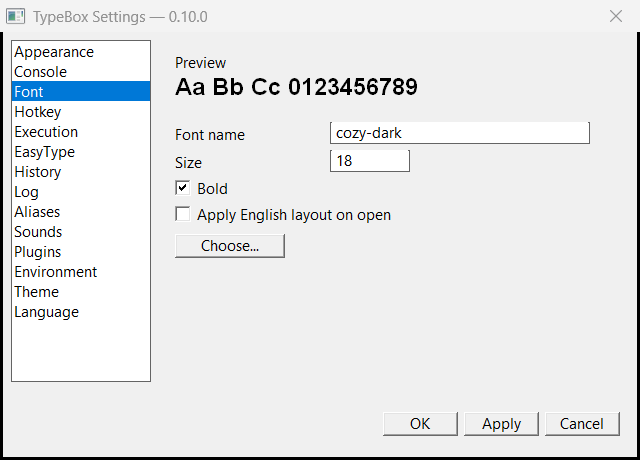 TypeBox Settings — 0.10.0
Appearance
Console
Font
Hotkey
Execution
EasyType
History
Log
Aliases
Sounds
Plugins
Environment
Theme
Language
Preview
Aa Bb Cc 0123456789
Font name cozy-dark
Size 18
Bold
Apply English layout on open
Choose...
OK Apply Cancel